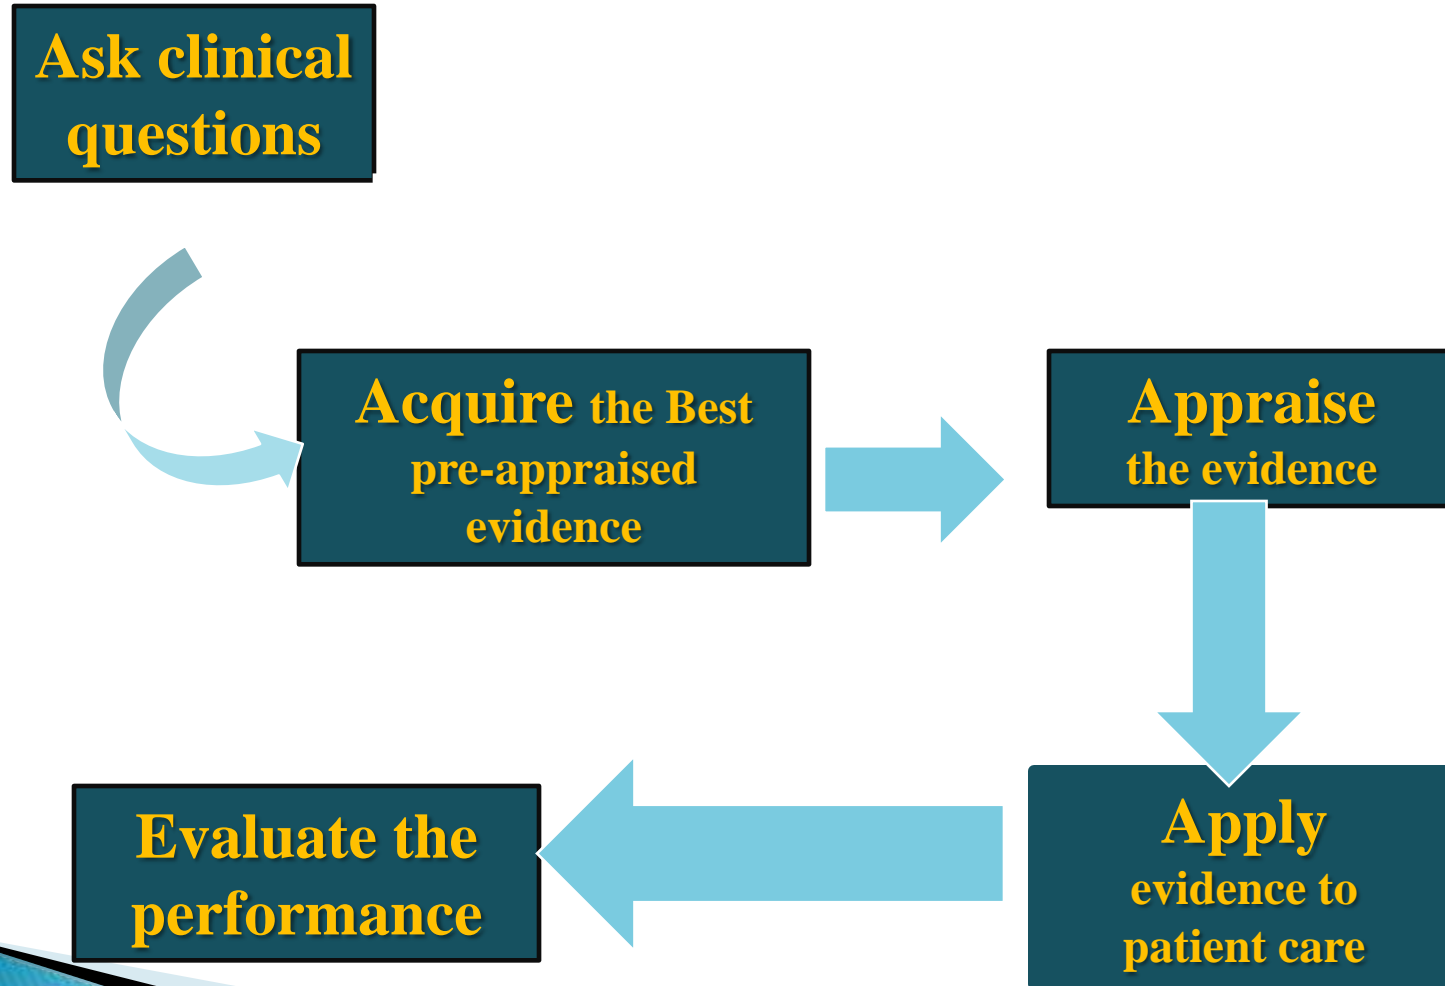 Ask clinical
questions
Acquire the Best
pre-appraised
evidence
Appraise
the evidence
Apply
evidence to
patient care
Evaluate the
performance